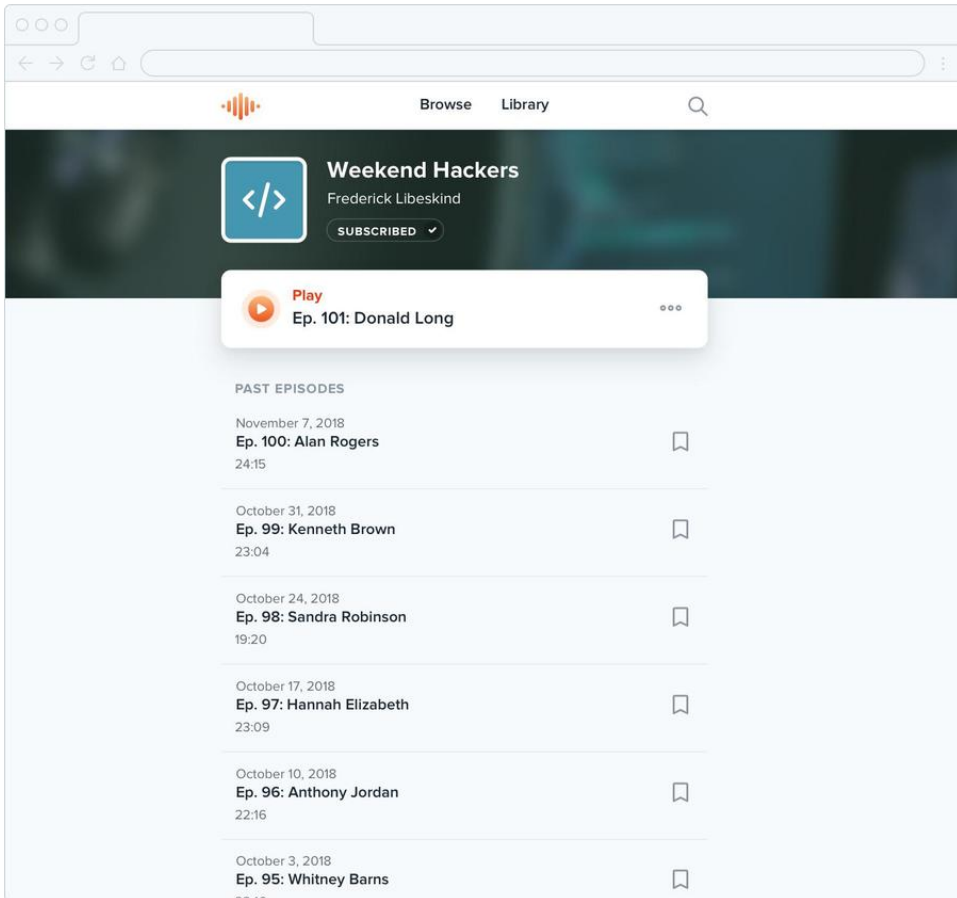 Browse Library
Weekend Hackers
Frederick Libeskind
SUBSCRIBED
Play
Ep. 101: Donald Long
PAST EPISODES
November 7, 2018
Ep. 100: Alan Rogers
24:15
October 31, 2018
Ep. 99: Kenneth Brown
23:04
October 24, 2018
Ep. 98: Sandra Robinson
19:20
October 17, 2018
Ep. 97: Hannah Elizabeth
23:09
October 10, 2018
Ep. 96: Anthony Jordan
22:16
October 3, 2018
Ep. 95: Whitney Barns